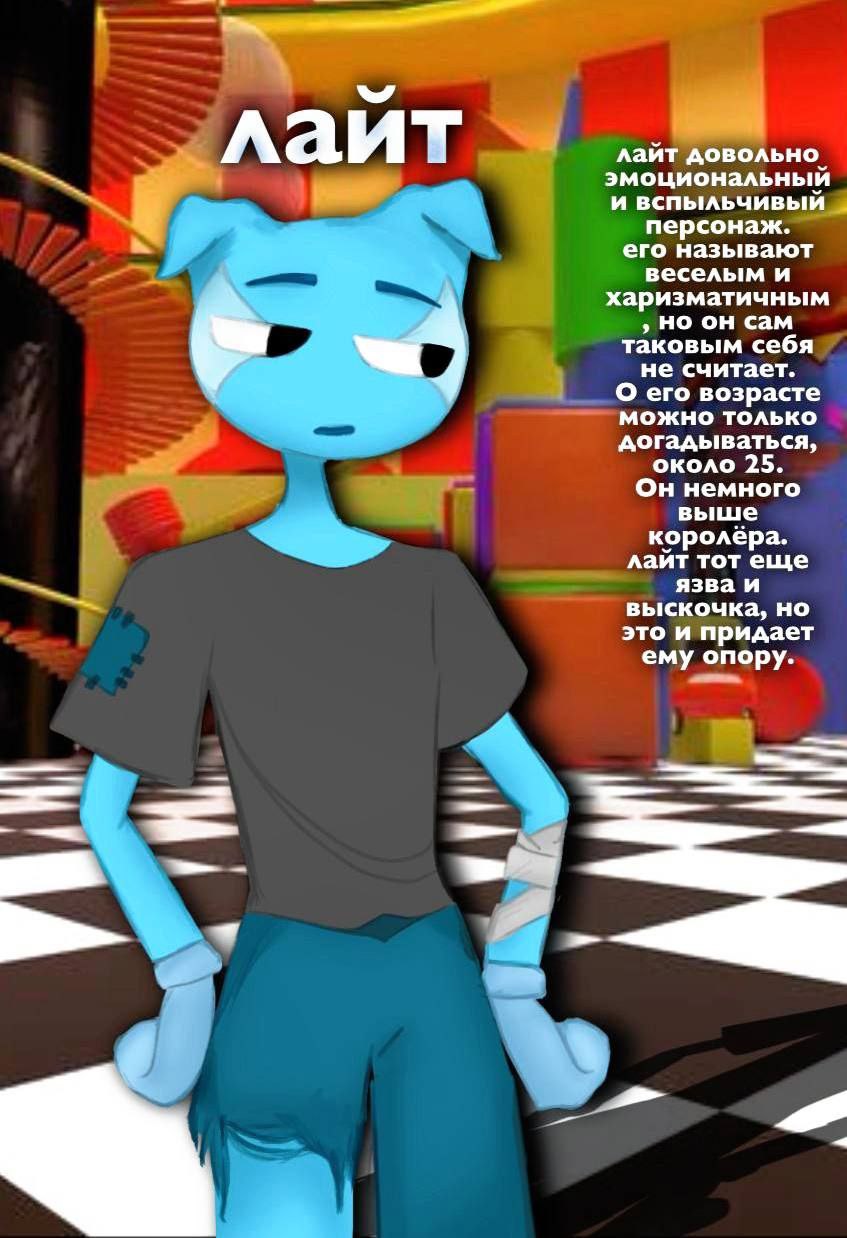 лайт
лайт довольно
эмоциональный
и вспыльчивый
персонаж.
его называют
веселым и
харизматичным
, но он сам
таковым себя
не считает.
О его возрасте
можно только
догадываться,
около 25.
Он немного
выше
королёра.
лайт тот еще
язва и
выскочка, но
это и придает
ему опору.